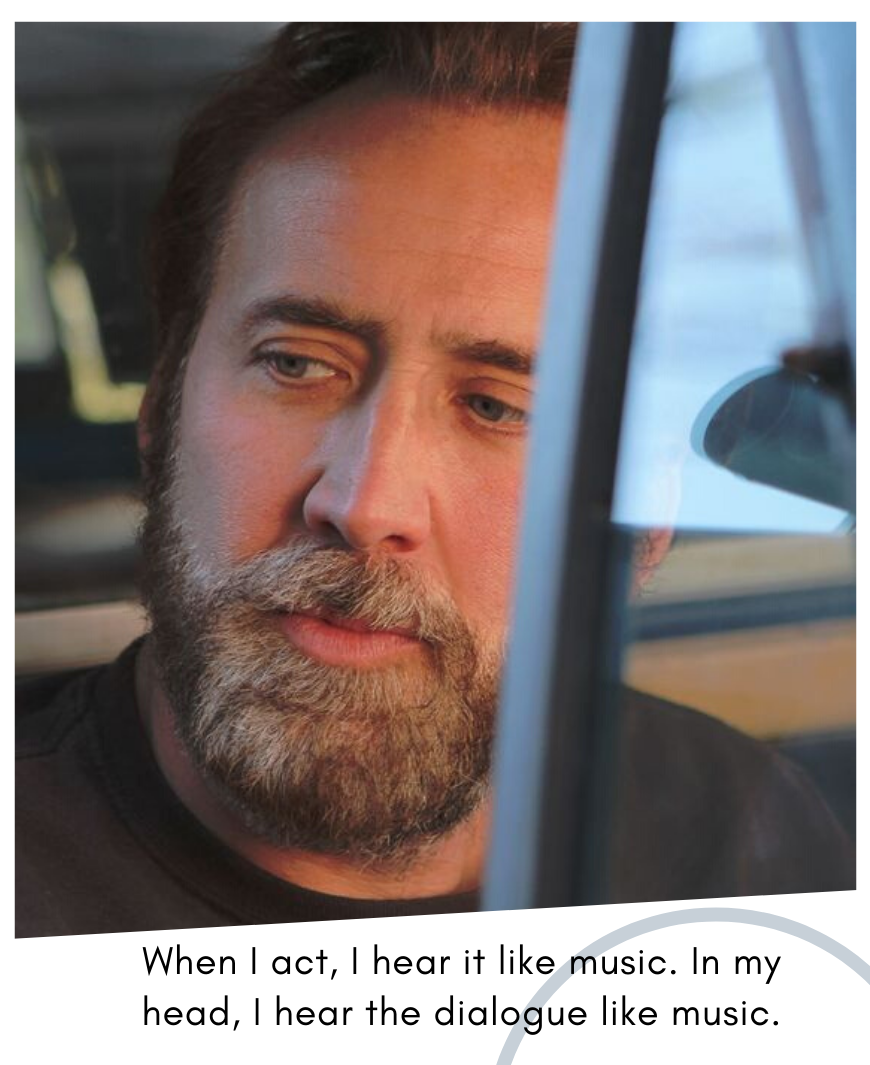 When I act, I hear it like music. In my
head, I hear the dialogue like music.